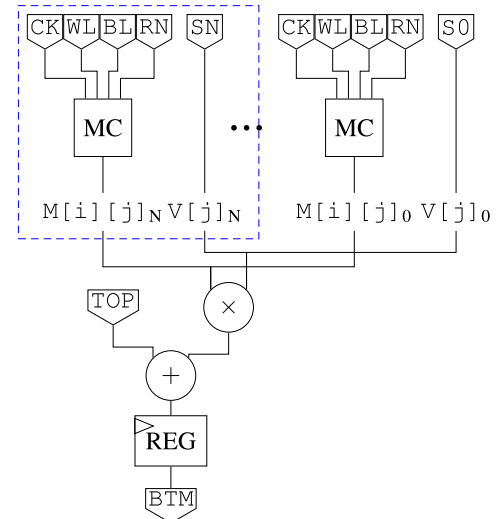 CK WL BL RN SN CK WL BL RN S0
MC ••• MC
M[i][j]N V[j]N M[i][j]0 V[j]0
×
TOP
+
REG
BTM